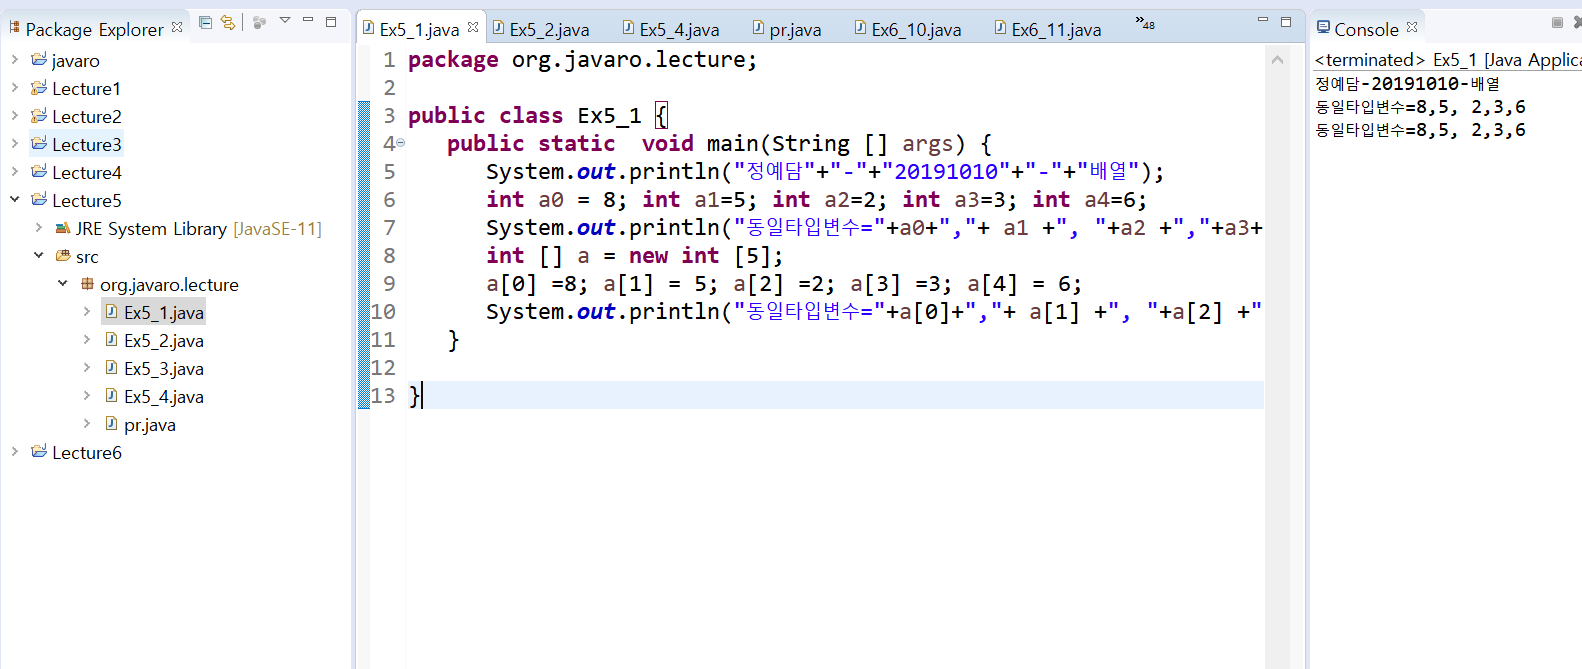 Package Explorer
javaro
Lecture1
Lecture2
Lecture3
Lecture4
Lecture5
JRE System Library [JavaSE-11]
src
org.javaro.lecture
Ex5_1.java
Ex5_2.java
Ex5_3.java
Ex5_4.java
pr.java
Lecture6
Ex5_1.java Ex5_2.java Ex5_4.java pr.java Ex6_10.java Ex6_11.java »48
1 package org.javaro.lecture;
2
3 public class Ex5_1 {
4 public static  void main(String [] args) {
5 System.out.println("정예담"+"-"+"20191010"+"-"+"배열");
6 int a0 = 8; int a1=5; int a2=2; int a3=3; int a4=6;
7 System.out.println("동일타입변수="+a0+","+ a1 +", "+a2 +","+a3+
8 int [] a = new int [5];
9 a[0] =8; a[1] = 5; a[2] =2; a[3] =3; a[4] = 6;
10 System.out.println("동일타입변수="+a[0]+","+ a[1] +", "+a[2] +"
11 }
12
13 }
Console
<terminated> Ex5_1 [Java Applica
정예담-20191010-배열
동일타입변수=8,5, 2,3,6
동일타입변수=8,5, 2,3,6